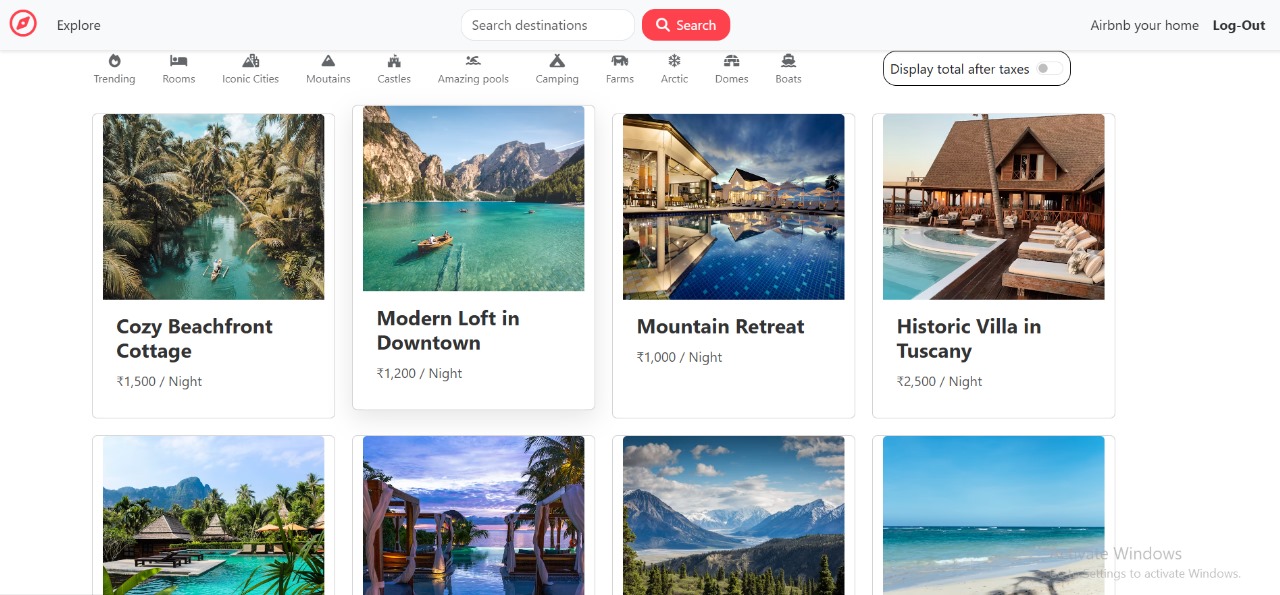 Explore
Search destinations
Search
Airbnb your home
Log-Out
Trending
Rooms
Iconic Cities
Moutains
Castles
Amazing pools
Camping
Farms
Arctic
Domes
Boats
Display total after taxes
Cozy Beachfront
Cottage
₹1,500 / Night
Modern Loft in
Downtown
₹1,200 / Night
Mountain Retreat
₹1,000 / Night
Historic Villa in
Tuscany
₹2,500 / Night
Activate Windows
settings to activate Windows.